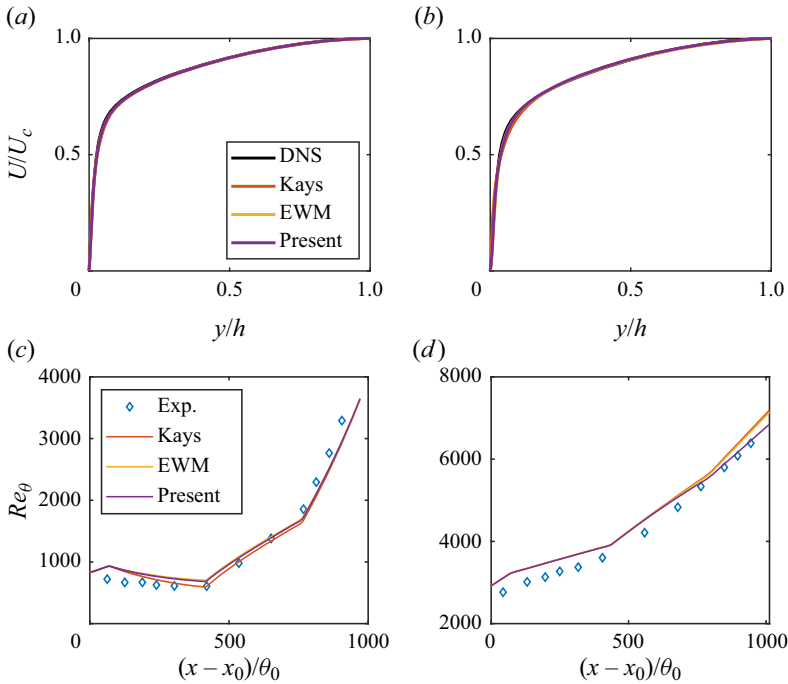 (a)
(b)
U/U_c
1.0
0.5
0
0.5
1.0
y/h
DNS
Kays
EWM
Present
1.0
0.5
0
0.5
1.0
y/h
(c)
(d)
Re_θ
4000
3000
2000
1000
0
500
1000
(x – x_0)/θ_0
Exp.
Kays
EWM
Present
8000
6000
4000
2000
0
500
1000
(x – x_0)/θ_0